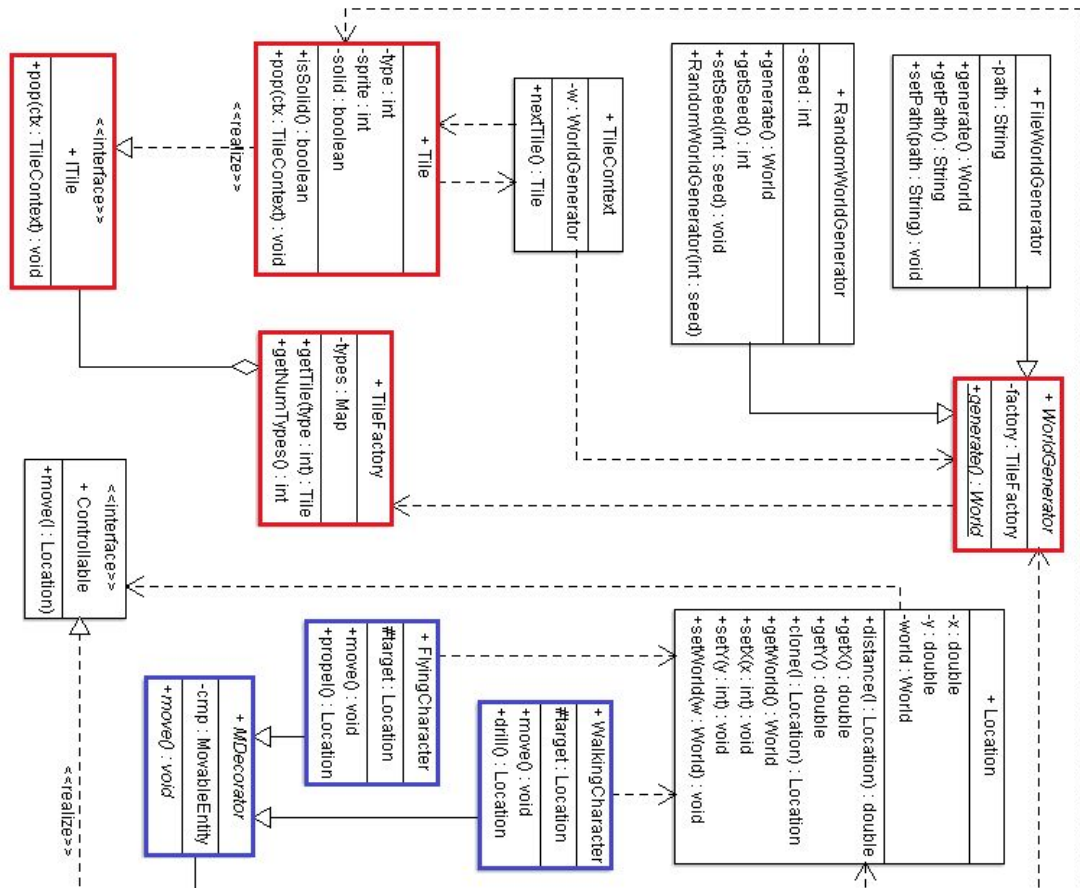 + FileWorldGenerator
-path : String
+generate() : World
+getPath() : String
+setPath(path : String) : void
+ WorldGenerator
-factory : TileFactory
+generate() : World
+ RandomWorldGenerator
-seed : int
+generate() : World
+getSeed() : int
+setSeed(int : seed) : void
+RandomWorldGenerator(int : seed)
+ Location
-x : double
-y : double
-world : World
+distance(l : Location) : double
+getX() : double
+getY() : double
+clone(l : Location) : Location
+getWorld() : World
+setX(x : int) : void
+setY(y : int) : void
+setWorld(w : World) : void
+ TileContext
-w : WorldGenerator
+nextTile() : Tile
+ WalkingCharacter
#target : Location
+move() : void
+drill() : Location
+ Tile
-type : int
-sprite : int
-solid : boolean
+isSolid() : boolean
+pop(ctx : TileContext) : void
+ TileFactory
-types : Map
+getTile(type : int) : Tile
+getNumTypes() : int
+ FlyingCharacter
#target : Location
+move() : void
+propel() : Location
<<realize>>
+ MDecorator
-cmp : MovableEntity
+move() : void
<<interface>>
+ ITile
+pop(ctx : TileContext) : void
<<interface>>
+ Controllable
+move(l : Location)
<<realize>>